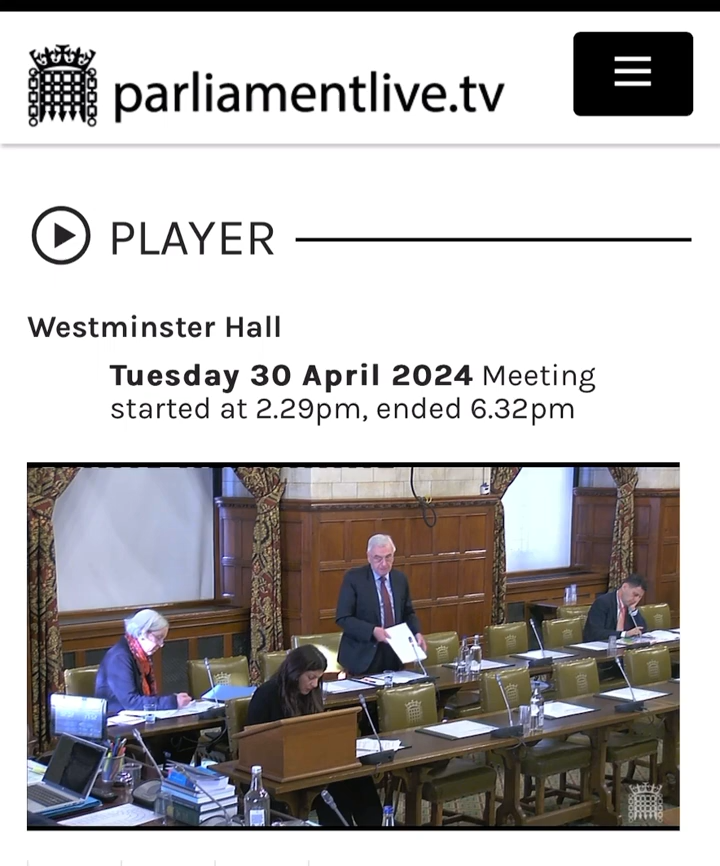 parliamentlive.tv
PLAYER
Westminster Hall
Tuesday 30 April 2024 Meeting
started at 2.29pm, ended 6.32pm